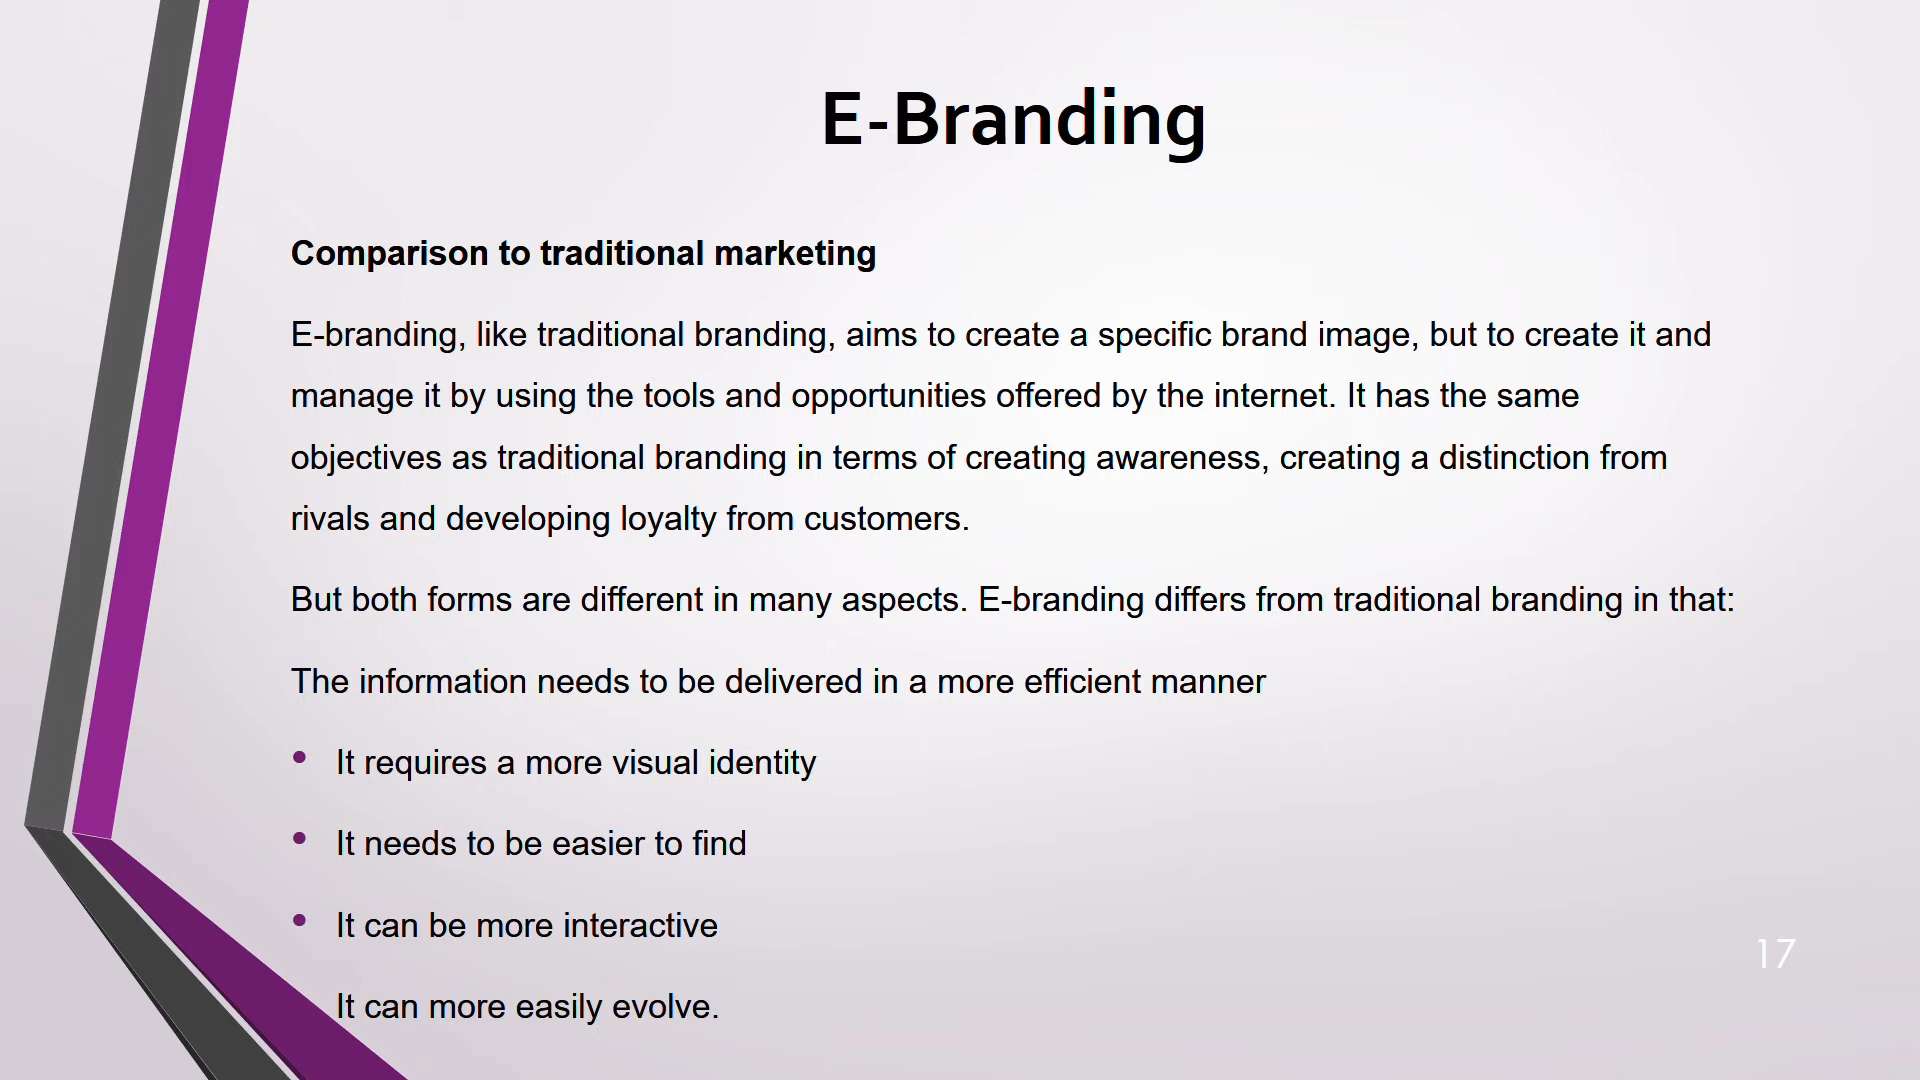 E-Branding
Comparison to traditional marketing
E-branding, like traditional branding, aims to create a specific brand image, but to create it and
manage it by using the tools and opportunities offered by the internet. It has the same
objectives as traditional branding in terms of creating awareness, creating a distinction from
rivals and developing loyalty from customers.
But both forms are different in many aspects. E-branding differs from traditional branding in that:
The information needs to be delivered in a more efficient manner
• It requires a more visual identity
• It needs to be easier to find
• It can be more interactive
It can more easily evolve.
17